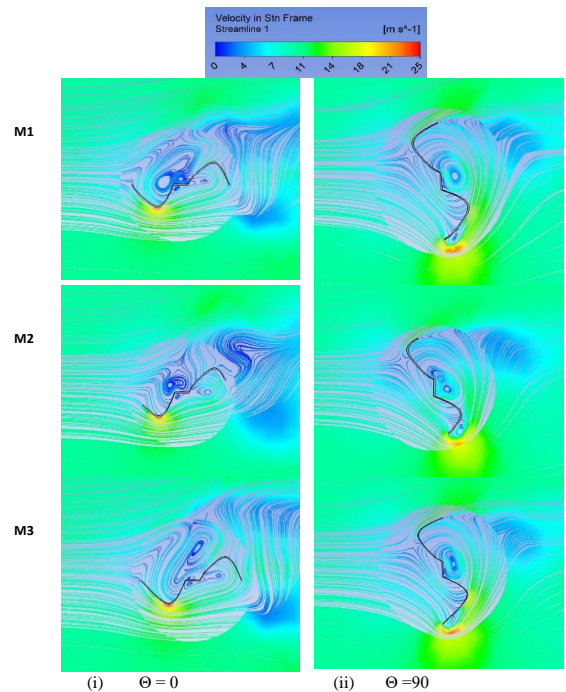 Velocity in Stn Frame
Streamline 1 [m s^-1]
0 4 7 11 14 18 21 25
M1
M2
M3
(i) Θ = 0 (ii) Θ =90